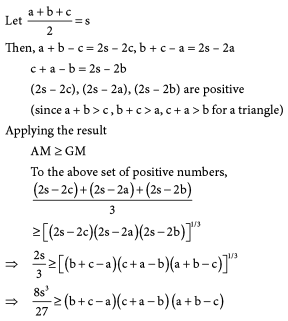 Let (a + b + c)/2 = s
Then, a + b − c = 2s − 2c, b + c − a = 2s − 2a
c + a − b = 2s − 2b
(2s − 2c), (2s − 2a), (2s − 2b) are positive
(since a + b > c , b + c > a, c + a > b for a triangle)
Applying the result
AM ≥ GM
To the above set of positive numbers,
((2s − 2c) + (2s − 2a) + (2s − 2b))/3
≥ [(2s − 2c)(2s − 2a)(2s − 2b)]^1/3
⇒ 2s/3 ≥ [(b + c − a)(c + a − b)(a + b − c)]^1/3
⇒ 8s³/27 ≥ (b + c − a)(c + a − b) (a + b − c)